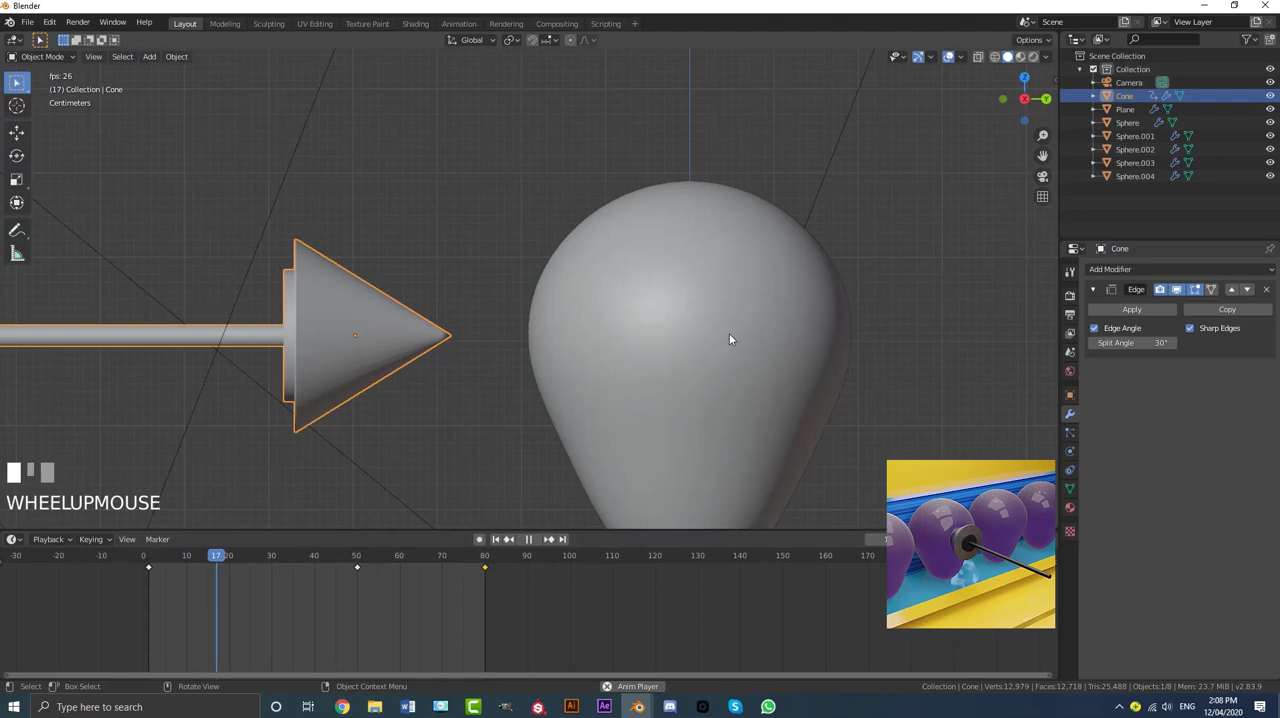 Blender
File Edit Render Window Help
Layout Modeling Sculpting UV Editing Texture Paint Shading Animation Rendering Compositing Scripting +
Scene
View Layer
Global
Options
Object Mode View Select Add Object
fps: 26
(17) Collection | Cone
Centimeters
Z
Y
X
WHEELUPMOUSE
Scene Collection
Collection
Camera
Cone
Plane
Sphere
Sphere.001
Sphere.002
Sphere.003
Sphere.004
Cone
Add Modifier
Edge
Apply Copy
Edge Angle Sharp Edges
Split Angle 30°
Playback Keying View Marker
-30 -20 -10 0 17 20 30 40 50 60 70 80 90 100 110 120 130 140 150 160 170
Select Box Select Rotate View Object Context Menu Anim Player Collection | Cone | Verts:12,979 | Faces:12,718 | Tris:25,488 | Objects:1/8 | Mem: 23.7 MiB | v2.83.9
Type here to search
ENG
2:08 PM
12/04/2020